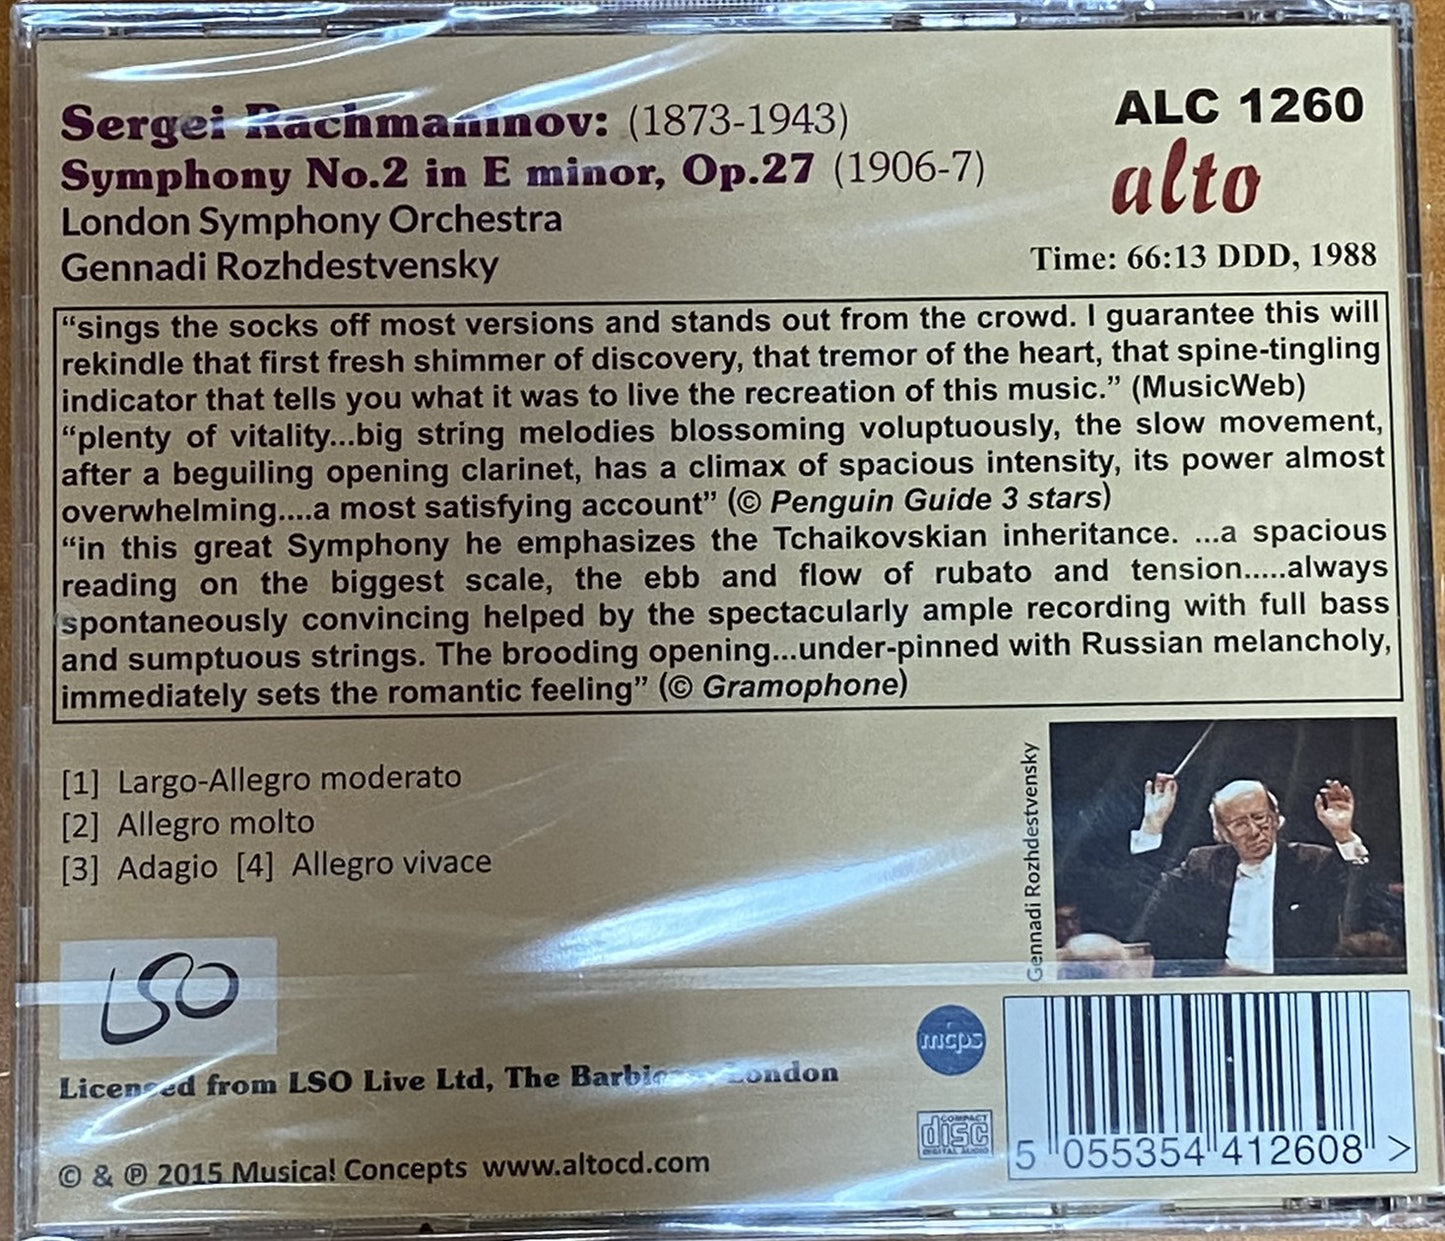 Sergei Rachmaninov: (1873-1943)
Symphony No.2 in E minor, Op.27 (1906-7)
London Symphony Orchestra
Gennadi Rozhdestvensky
ALC 1260
alto
Time: 66:13 DDD, 1988
“sings the socks off most versions and stands out from the crowd. I guarantee this will
rekindle that first fresh shimmer of discovery, that tremor of the heart, that spine-tingling
indicator that tells you what it was to live the recreation of this music.” (MusicWeb)
“plenty of vitality...big string melodies blossoming voluptuously, the slow movement,
after a beguiling opening clarinet, has a climax of spacious intensity, its power almost
overwhelming....a most satisfying account” (© Penguin Guide 3 stars)
“in this great Symphony he emphasizes the Tchaikovskian inheritance. ...a spacious
reading on the biggest scale, the ebb and flow of rubato and tension.....always
spontaneously convincing helped by the spectacularly ample recording with full bass
and sumptuous strings. The brooding opening...under-pinned with Russian melancholy,
immediately sets the romantic feeling” (© Gramophone)
[1] Largo-Allegro moderato
[2] Allegro molto
[3] Adagio [4] Allegro vivace
Gennadi Rozhdestvensky
LSO
Licensed from LSO Live Ltd, The Barbican, London
© & ℗ 2015 Musical Concepts www.altocd.com
mcps
COMPACT
disc
DIGITAL AUDIO
5 055354 412608 >